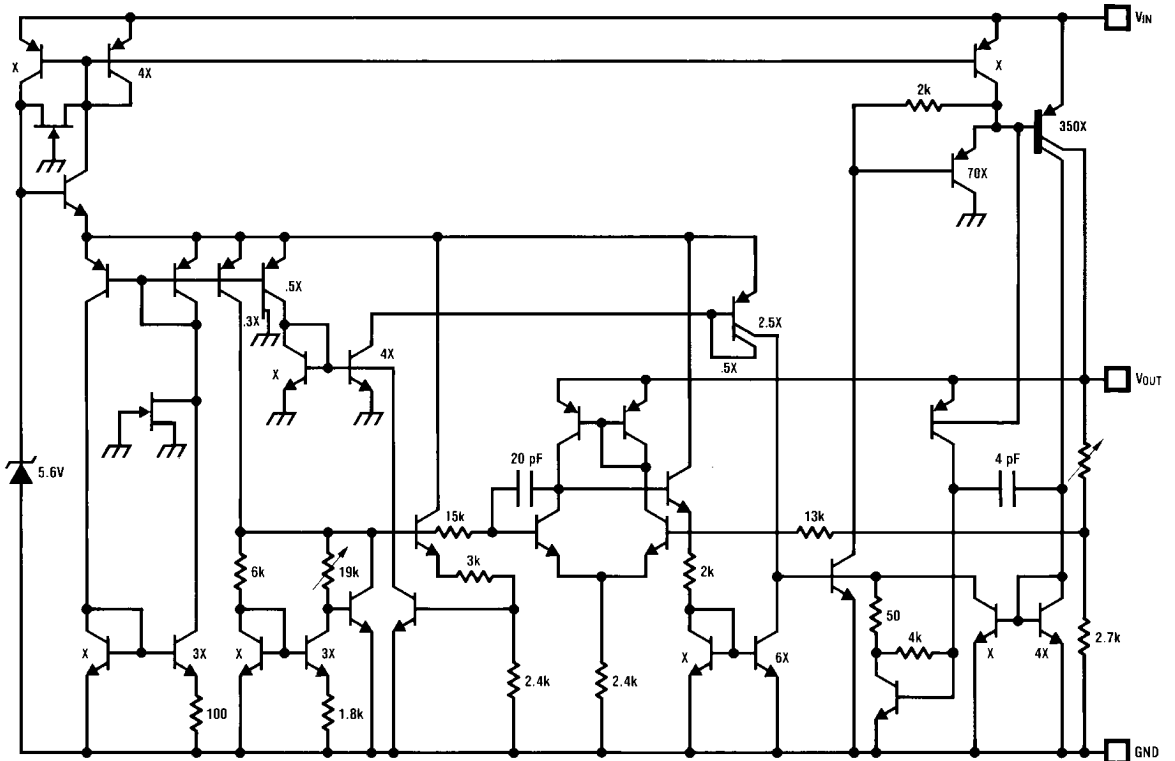 V_IN
X
4X
X
2k
350X
70X
.5X
.3X
4X
2.5X
X
.5X
V_OUT
5.6V
20 pF
4 pF
15k
13k
3k
6k
19k
2k
50
4k
X
3X
X
3X
X
6X
X
4X
2.7k
100
1.8k
2.4k
2.4k
GND